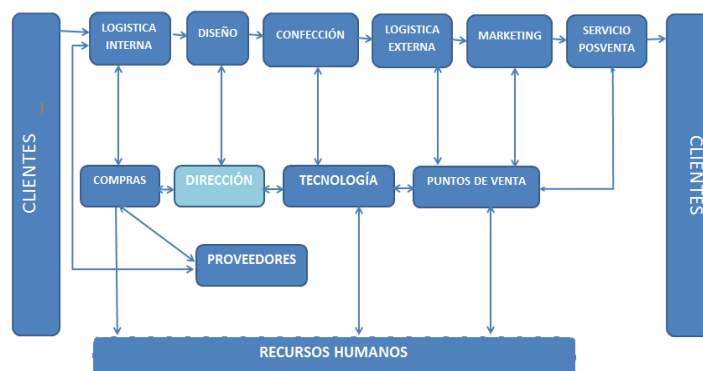 CLIENTES
LOGISTICA
INTERNA
DISEÑO
CONFECCIÓN
LOGISTICA
EXTERNA
MARKETING
SERVICIO
POSVENTA
CLIENTES
COMPRAS
DIRECCIÓN
TECNOLOGÍA
PUNTOS DE VENTA
PROVEEDORES
RECURSOS HUMANOS